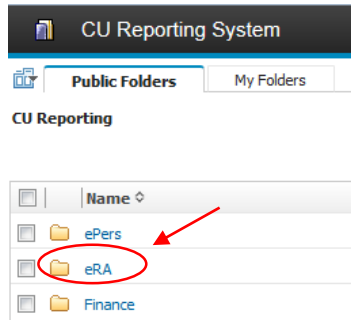 CU Reporting System
Public Folders My Folders
CU Reporting
Name
ePers
eRA
Finance